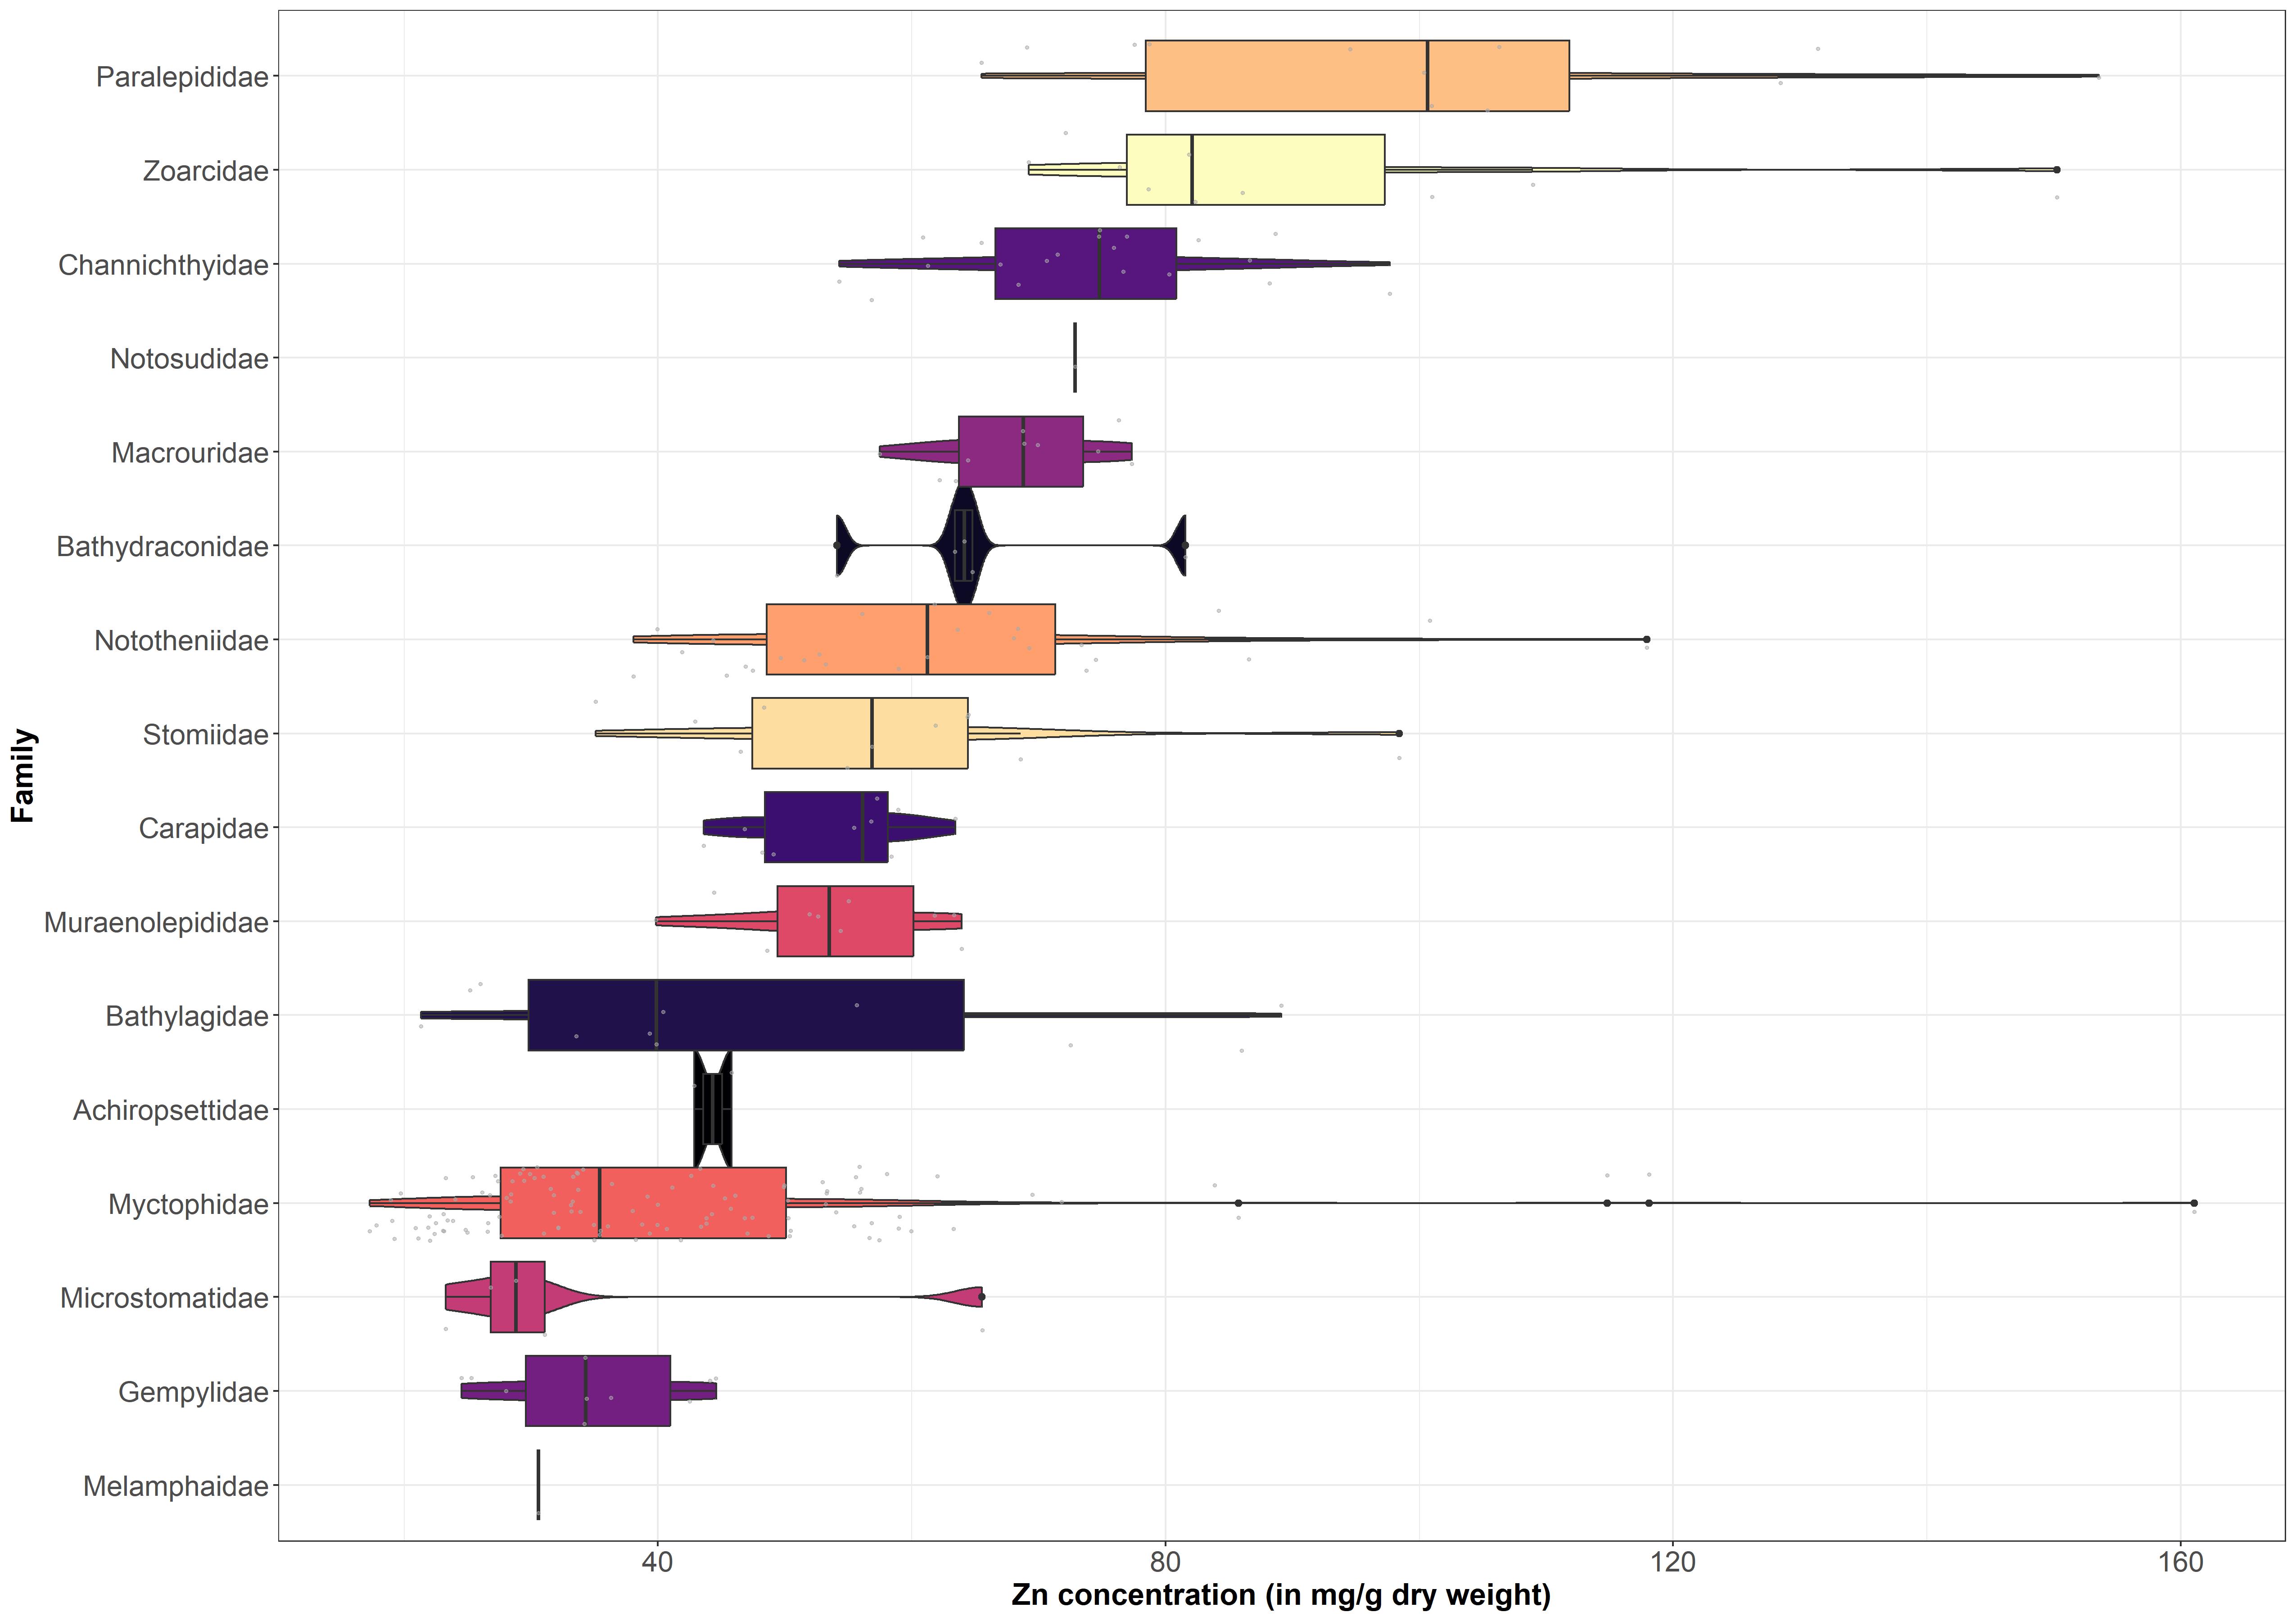 Paralepididae
Zoarcidae
Channichthyidae
Notosudidae
Macrouridae
Bathydraconidae
Nototheniidae
Stomiidae
Carapidae
Muraenolepididae
Bathylagidae
Achiropsettidae
Myctophidae
Microstomatidae
Gempylidae
Melamphaidae
Family
40 80 120 160
Zn concentration (in mg/g dry weight)